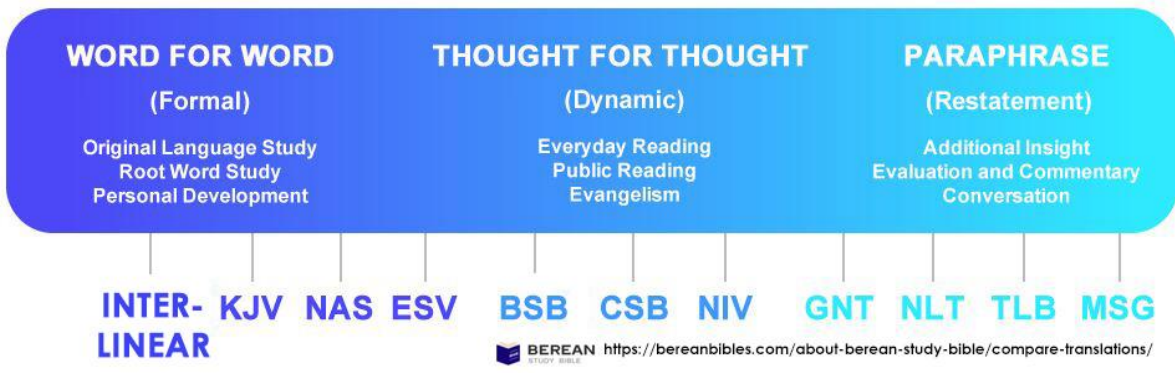 WORD FOR WORD
(Formal)
Original Language Study
Root Word Study
Personal Development
THOUGHT FOR THOUGHT
(Dynamic)
Everyday Reading
Public Reading
Evangelism
PARAPHRASE
(Restatement)
Additional Insight
Evaluation and Commentary
Conversation
INTER-
LINEAR
KJV
NAS
ESV
BSB
CSB
NIV
GNT
NLT
TLB
MSG
BEREAN
STUDY BIBLE
https://bereanbibles.com/about-berean-study-bible/compare-translations/